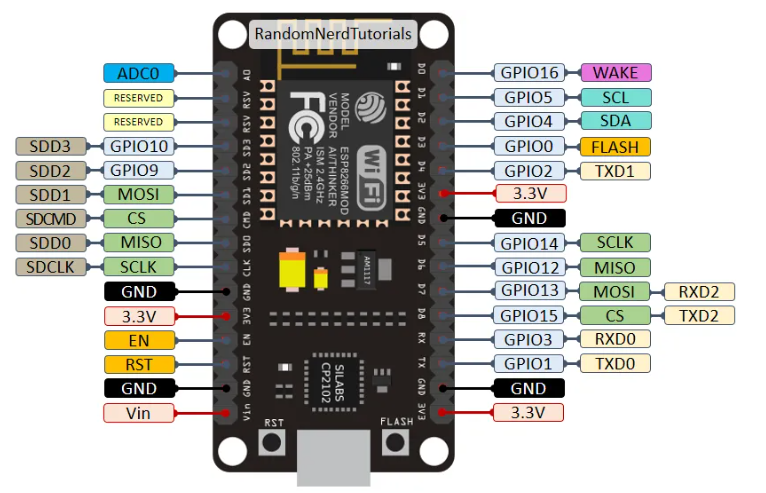 RandomNerdTutorials
ADC0
RESERVED
RESERVED
SDD3 GPIO10
SDD2 GPIO9
SDD1 MOSI
SDCMD CS
SDD0 MISO
SDCLK SCLK
GND
3.3V
EN
RST
GND
Vin
A0
RSV
RSV
SD3
SD2
SD1
CMD
SD0
CLK
GND
3V3
EN
RST
GND
Vin
MODEL ESP8266MOD
VENDOR AI/THINKER
ISM 2.4GHz
PA +25dBm
802.11b/g/n
FC
WiFi
AM1117
SILABS
CP2102
RST
FLASH
D0
D1
D2
D3
D4
3V3
GND
D5
D6
D7
D8
RX
TX
GND
3V3
GPIO16 WAKE
GPIO5 SCL
GPIO4 SDA
GPIO0 FLASH
GPIO2 TXD1
3.3V
GND
GPIO14 SCLK
GPIO12 MISO
GPIO13 MOSI RXD2
GPIO15 CS TXD2
GPIO3 RXD0
GPIO1 TXD0
GND
3.3V